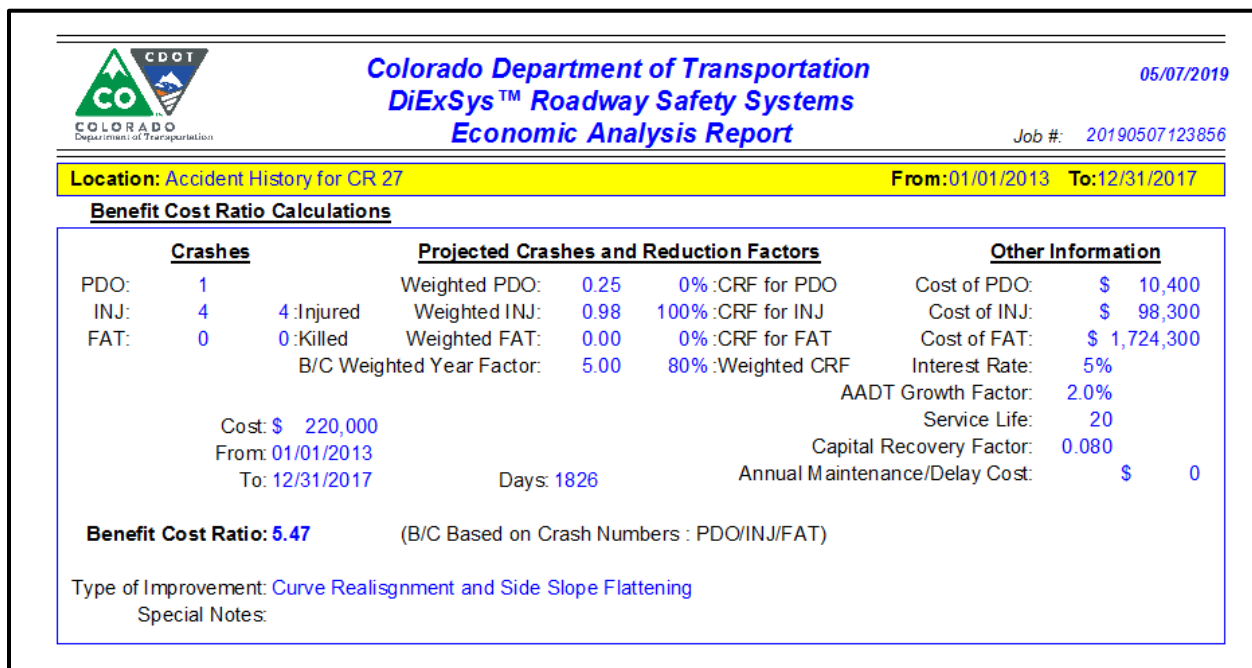 CDOT
CO
COLORADO
Department of Transportation
Colorado Department of Transportation
DiExSys™ Roadway Safety Systems
Economic Analysis Report
05/07/2019
Job #: 20190507123856
Location: Accident History for CR 27 From:01/01/2013 To:12/31/2017
Benefit Cost Ratio Calculations
Crashes Projected Crashes and Reduction Factors Other Information
PDO: 1 Weighted PDO: 0.25 0% :CRF for PDO Cost of PDO: $ 10,400
INJ: 4 4 :Injured Weighted INJ: 0.98 100% :CRF for INJ Cost of INJ: $ 98,300
FAT: 0 0 :Killed Weighted FAT: 0.00 0% :CRF for FAT Cost of FAT: $ 1,724,300
B/C Weighted Year Factor: 5.00 80% :Weighted CRF Interest Rate: 5%
AADT Growth Factor: 2.0%
Cost: $ 220,000 Service Life: 20
From: 01/01/2013 Capital Recovery Factor: 0.080
To: 12/31/2017 Days: 1826 Annual Maintenance/Delay Cost: $ 0
Benefit Cost Ratio: 5.47 (B/C Based on Crash Numbers : PDO/INJ/FAT)
Type of Improvement: Curve Realisgnment and Side Slope Flattening
Special Notes: